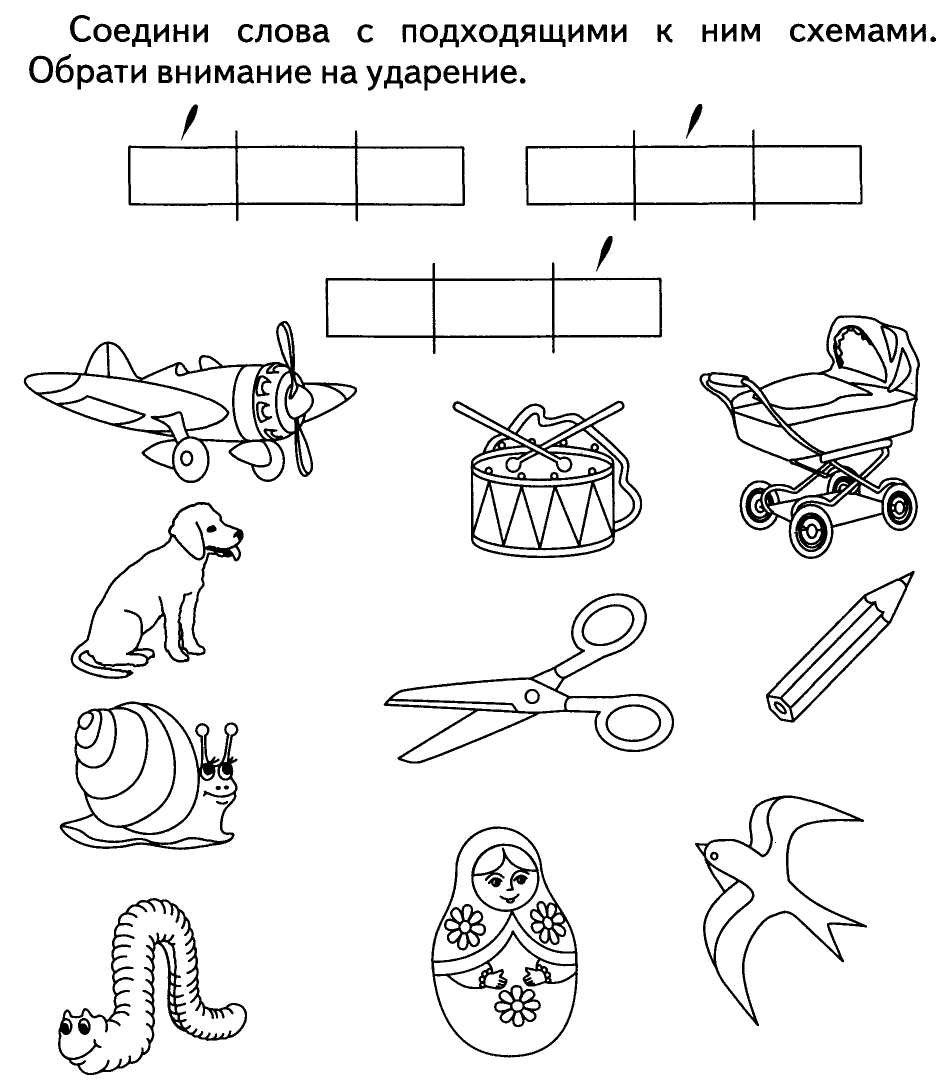 Соедини слова с подходящими к ним схемами.
Обрати внимание на ударение.